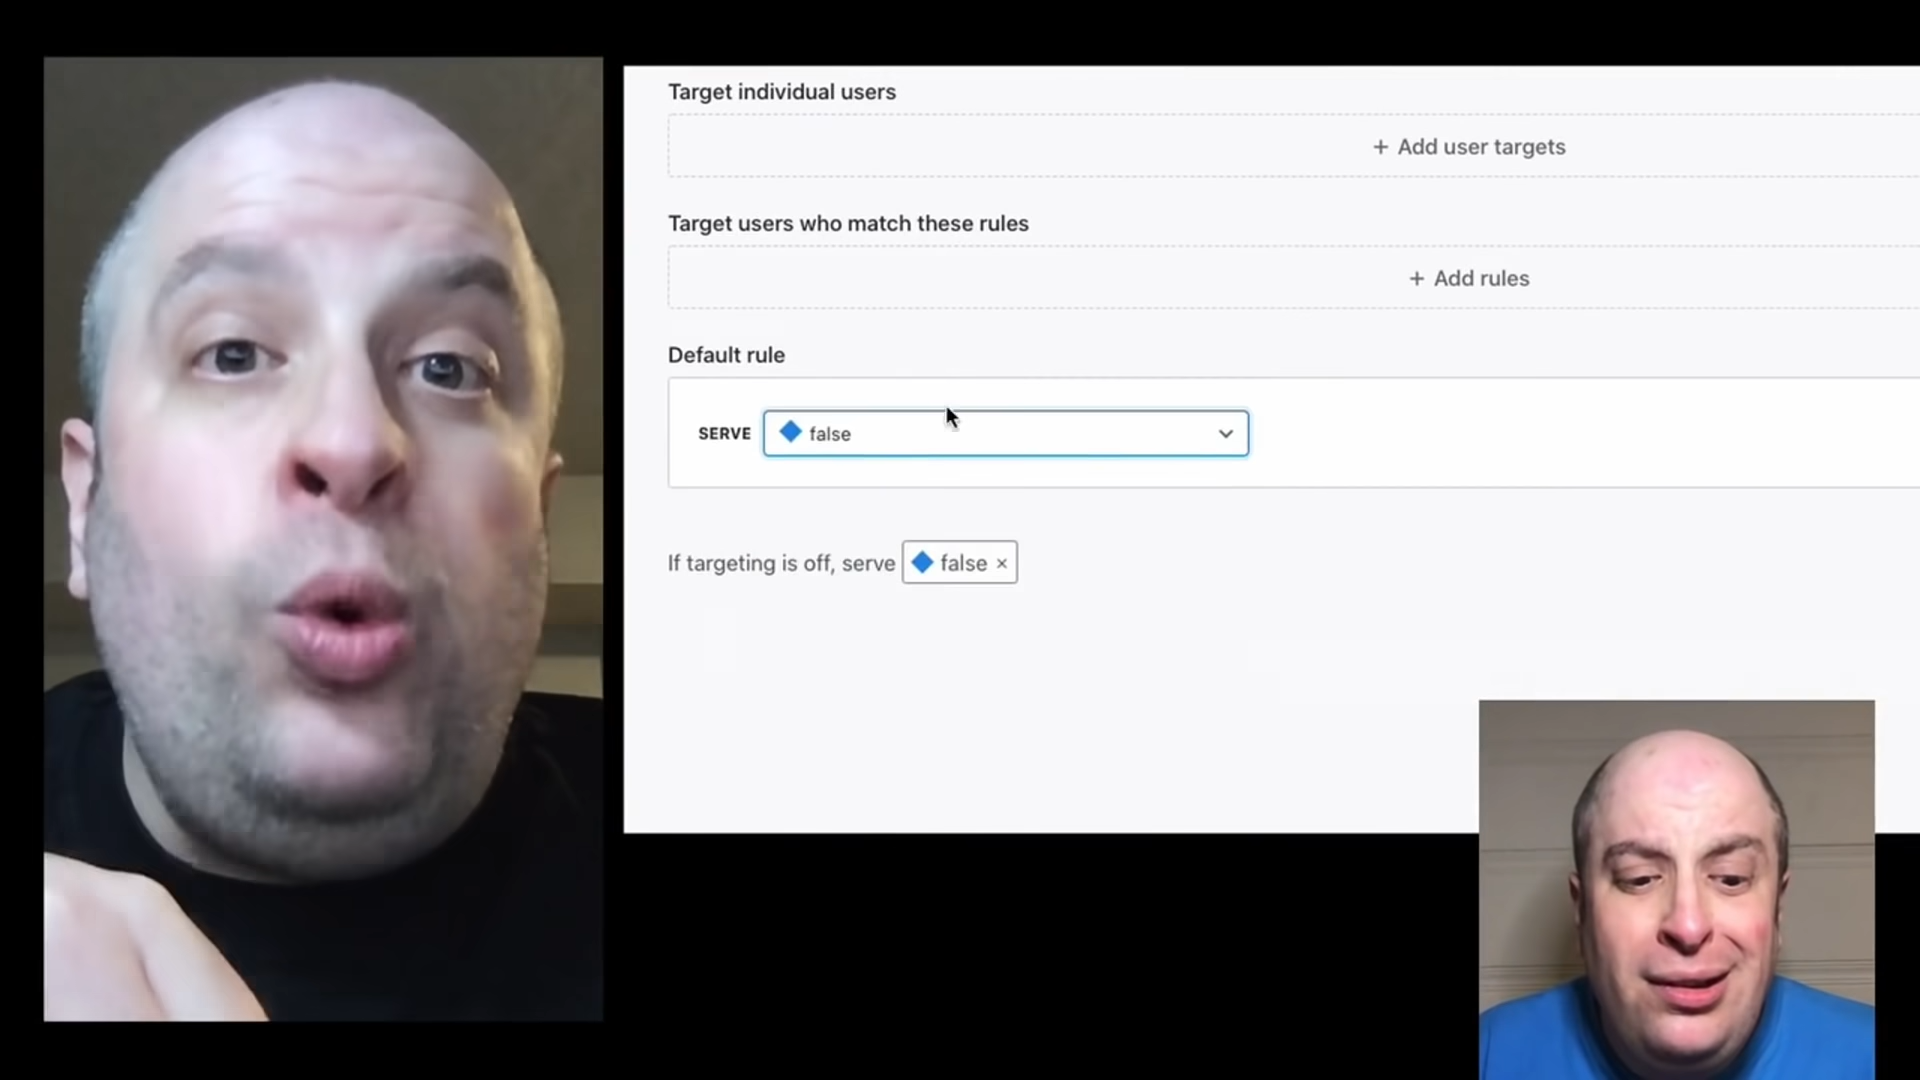 Target individual users
+ Add user targets
Target users who match these rules
+ Add rules
Default rule
SERVE false
If targeting is off, serve false ×